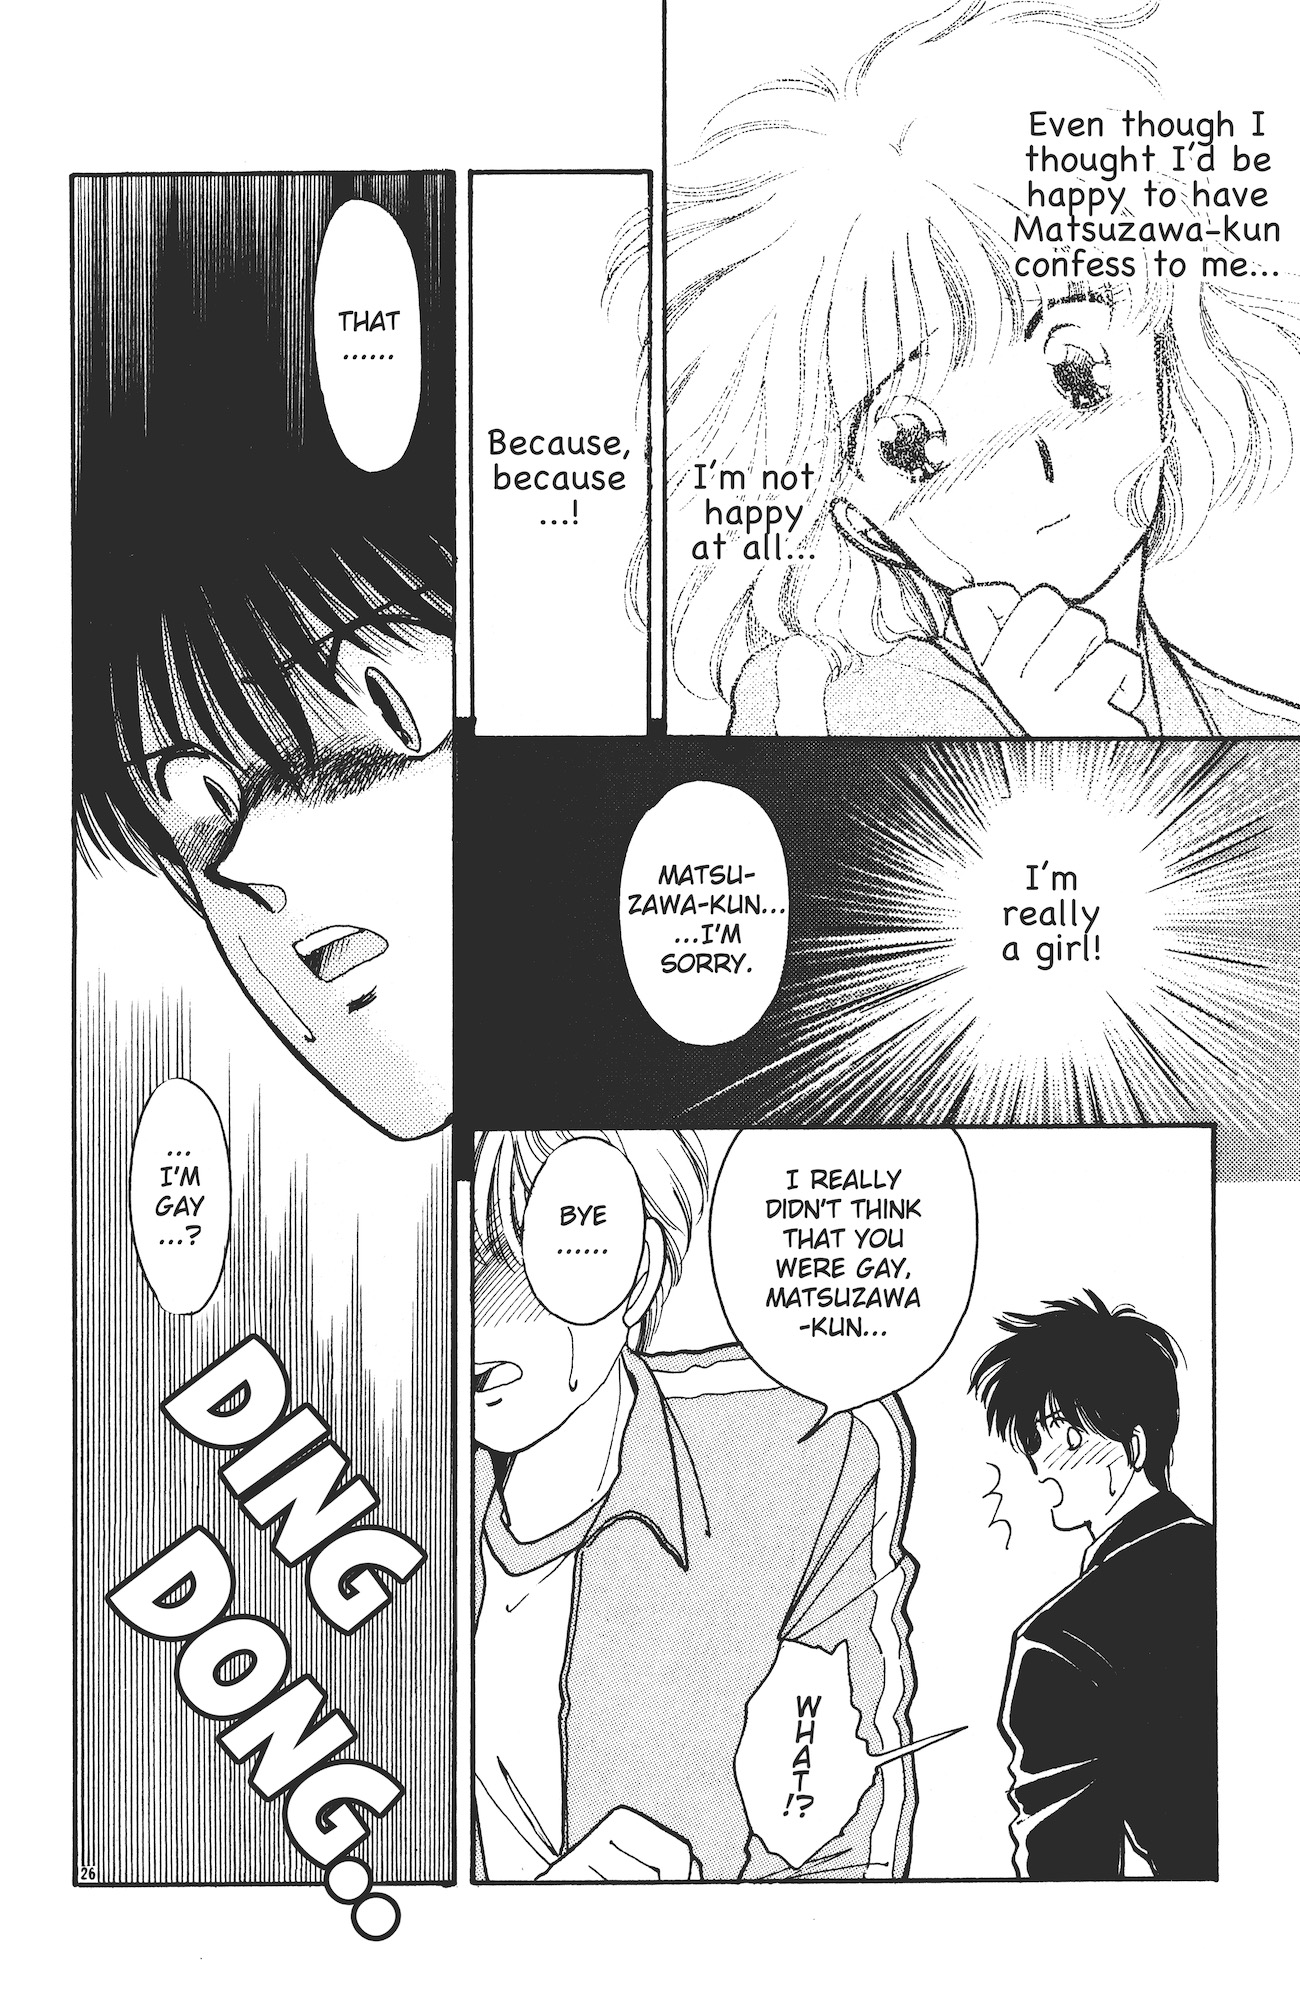 Even though I
thought I'd be
happy to have
Matsuzawa-kun
confess to me...
I'm not
happy
at all...
Because,
because
...!
I'm
really
a girl!
MATSU-
ZAWA-KUN...
...I'M
SORRY.
I REALLY
DIDN'T THINK
THAT YOU
WERE GAY,
MATSUZAWA
-KUN...
BYE
......
WHAT!?
THAT
......
...
I'M
GAY
...?
DING
DONG..
26